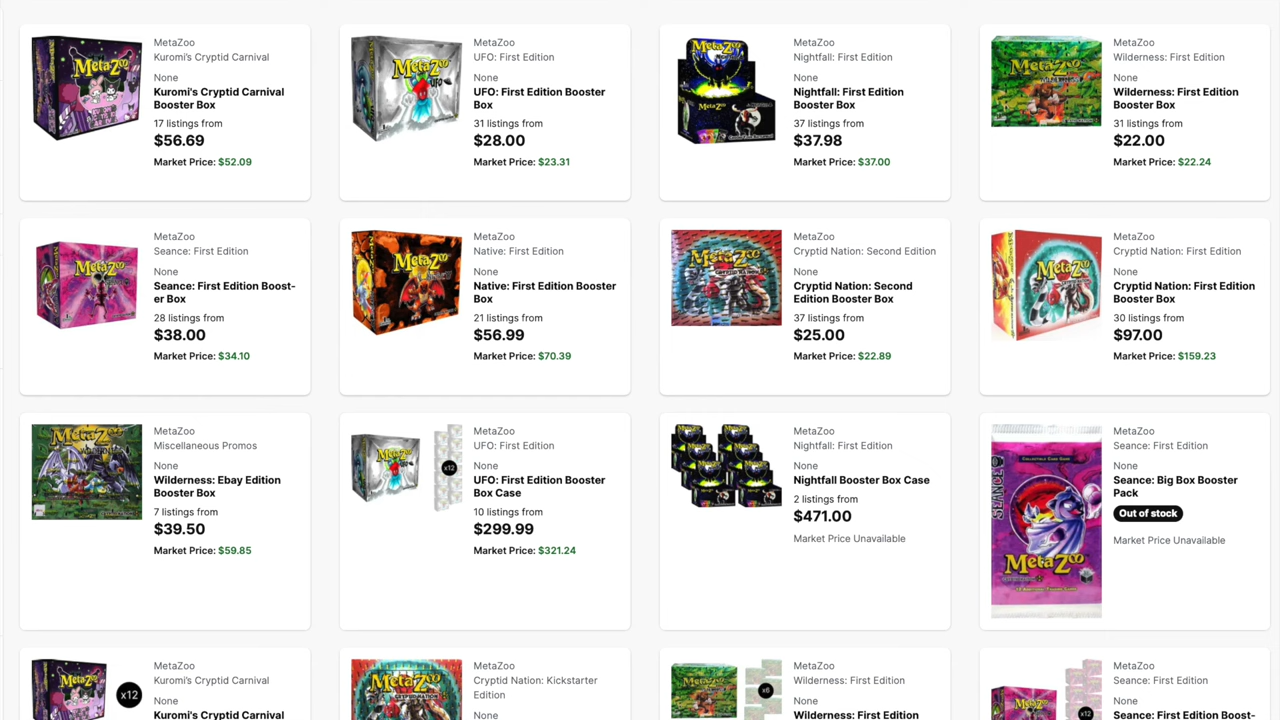 MetaZoo
Kuromi's Cryptid Carnival
None
Kuromi's Cryptid Carnival
Booster Box
17 listings from
$56.69
Market Price: $52.09
MetaZoo
UFO: First Edition
None
UFO: First Edition Booster
Box
31 listings from
$28.00
Market Price: $23.31
MetaZoo
Nightfall: First Edition
None
Nightfall: First Edition
Booster Box
37 listings from
$37.98
Market Price: $37.00
MetaZoo
Wilderness: First Edition
None
Wilderness: First Edition
Booster Box
31 listings from
$22.00
Market Price: $22.24
MetaZoo
Seance: First Edition
None
Seance: First Edition Boost-
er Box
28 listings from
$38.00
Market Price: $34.10
MetaZoo
Native: First Edition
None
Native: First Edition Booster
Box
21 listings from
$56.99
Market Price: $70.39
MetaZoo
Cryptid Nation: Second Edition
None
Cryptid Nation: Second
Edition Booster Box
37 listings from
$25.00
Market Price: $22.89
MetaZoo
Cryptid Nation: First Edition
None
Cryptid Nation: First Edition
Booster Box
30 listings from
$97.00
Market Price: $159.23
MetaZoo
Miscellaneous Promos
None
Wilderness: Ebay Edition
Booster Box
7 listings from
$39.50
Market Price: $59.85
x12
MetaZoo
UFO: First Edition
None
UFO: First Edition Booster
Box Case
10 listings from
$299.99
Market Price: $321.24
MetaZoo
Nightfall: First Edition
None
Nightfall Booster Box Case
2 listings from
$471.00
Market Price Unavailable
SEANCE
MetaZoo
MetaZoo
Seance: First Edition
None
Seance: Big Box Booster
Pack
Out of stock
Market Price Unavailable
x12
MetaZoo
Kuromi's Cryptid Carnival
None
Kuromi's Cryptid Carnival
MetaZoo
Cryptid Nation: Kickstarter
Edition
None
x6
MetaZoo
Wilderness: First Edition
None
Wilderness: First Edition
x12
MetaZoo
Seance: First Edition
None
Seance: First Edition Boost-